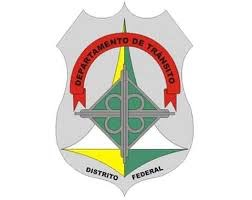 DEPARTAMENTO DE TRÂNSITO
DISTRITO FEDERAL